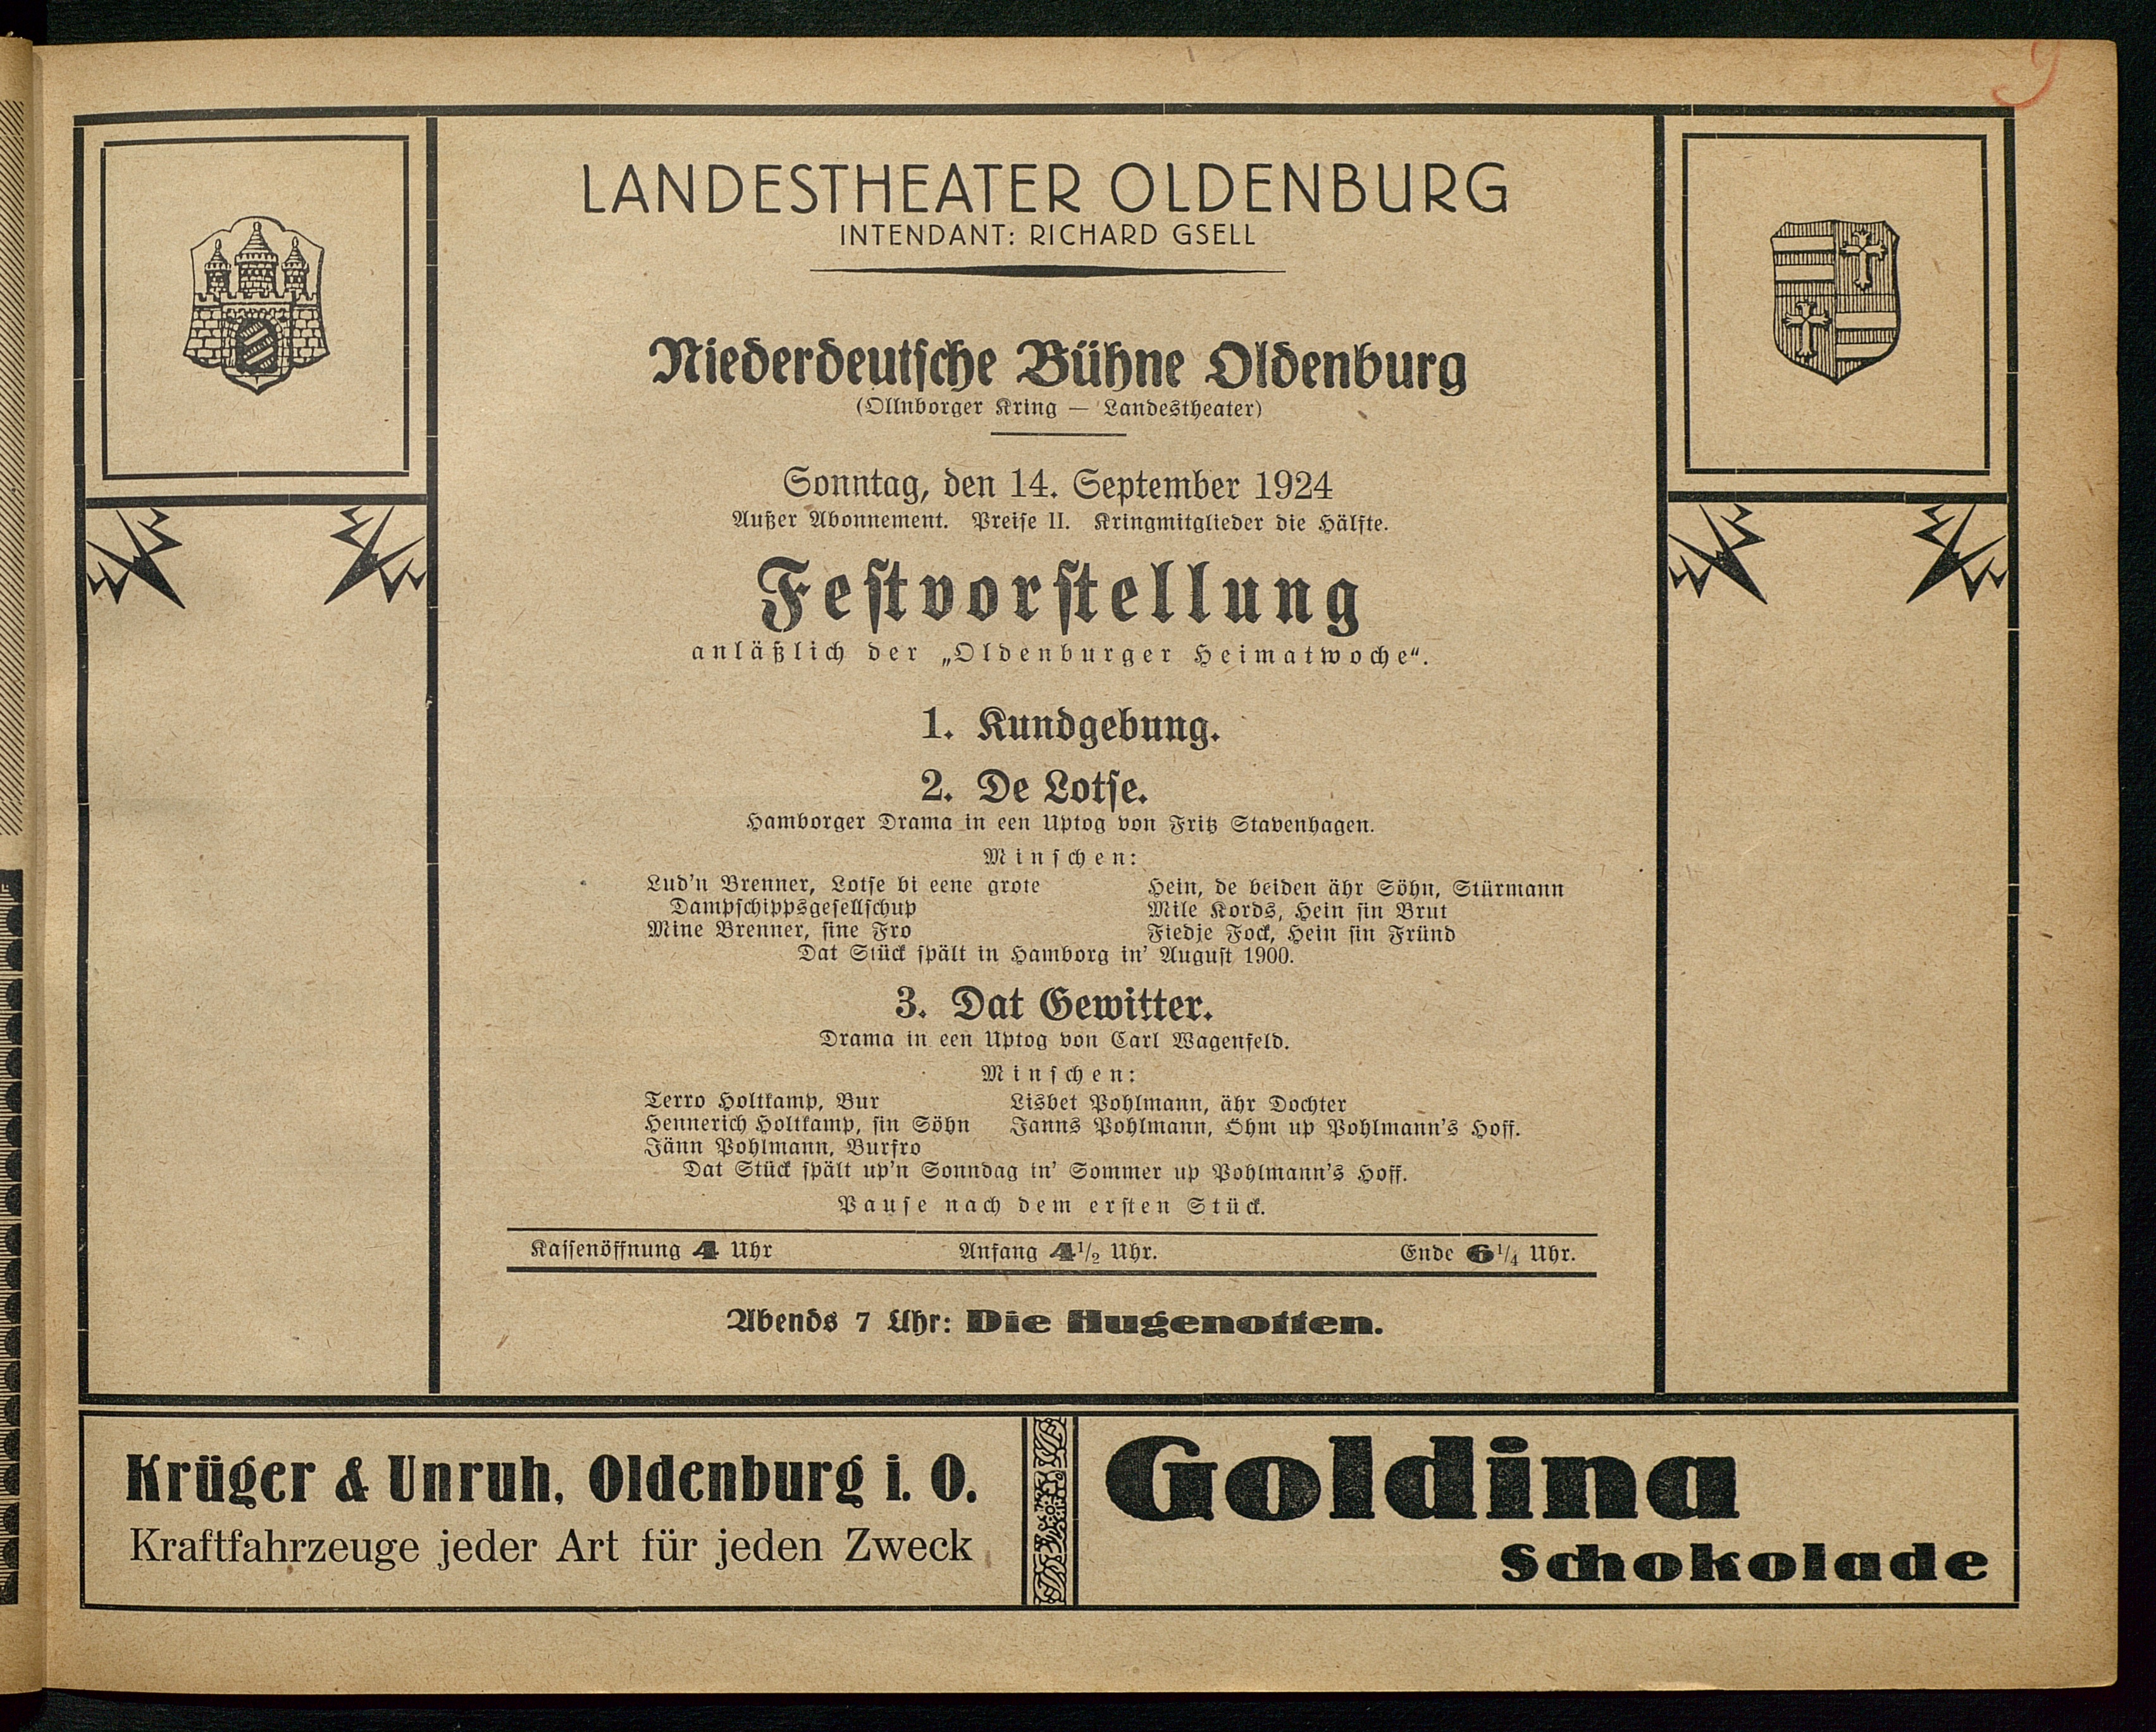 9
LANDESTHEATER OLDENBURG
INTENDANT: RICHARD GSELL
Niederdeutsche Bühne Oldenburg
(Ollnborger Kring — Landestheater)
Sonntag, den 14. September 1924
Außer Abonnement. Preise II. Kringmitglieder die Hälfte.
Festvorstellung
anläßlich der „Oldenburger Heimatwoche“.
1. Kundgebung.
2. De Lotse.
Hamborger Drama in een Uptog von Fritz Stavenhagen.
Minschen:
Lud'n Brenner, Lotse bi eene grote
Dampschippsgesellschup
Mine Brenner, sine Fro
Hein, de beiden ähr Söhn, Stürmann
Mile Kords, Hein sin Brut
Fiedje Fock, Hein sin Fründ
Dat Stück spält in Hamborg in' August 1900.
3. Dat Gewitter.
Drama in een Uptog von Carl Wagenfeld.
Minschen:
Terro Holtkamp, Bur
Hennerich Holtkamp, sin Söhn
Jänn Pohlmann, Burfro
Lisbet Pohlmann, ähr Dochter
Janns Pohlmann, Öhm up Pohlmann's Hoff.
Dat Stück spält up'n Sonndag in' Sommer up Pohlmann's Hoff.
Pause nach dem ersten Stück.
Kassenöffnung 4 Uhr Anfang 4 1/2 Uhr. Ende 6 1/4 Uhr.
Abends 7 Uhr: Die Hugenotten.
Krüger & Unruh, Oldenburg i. O.
Kraftfahrzeuge jeder Art für jeden Zweck
Goldina
Schokolade